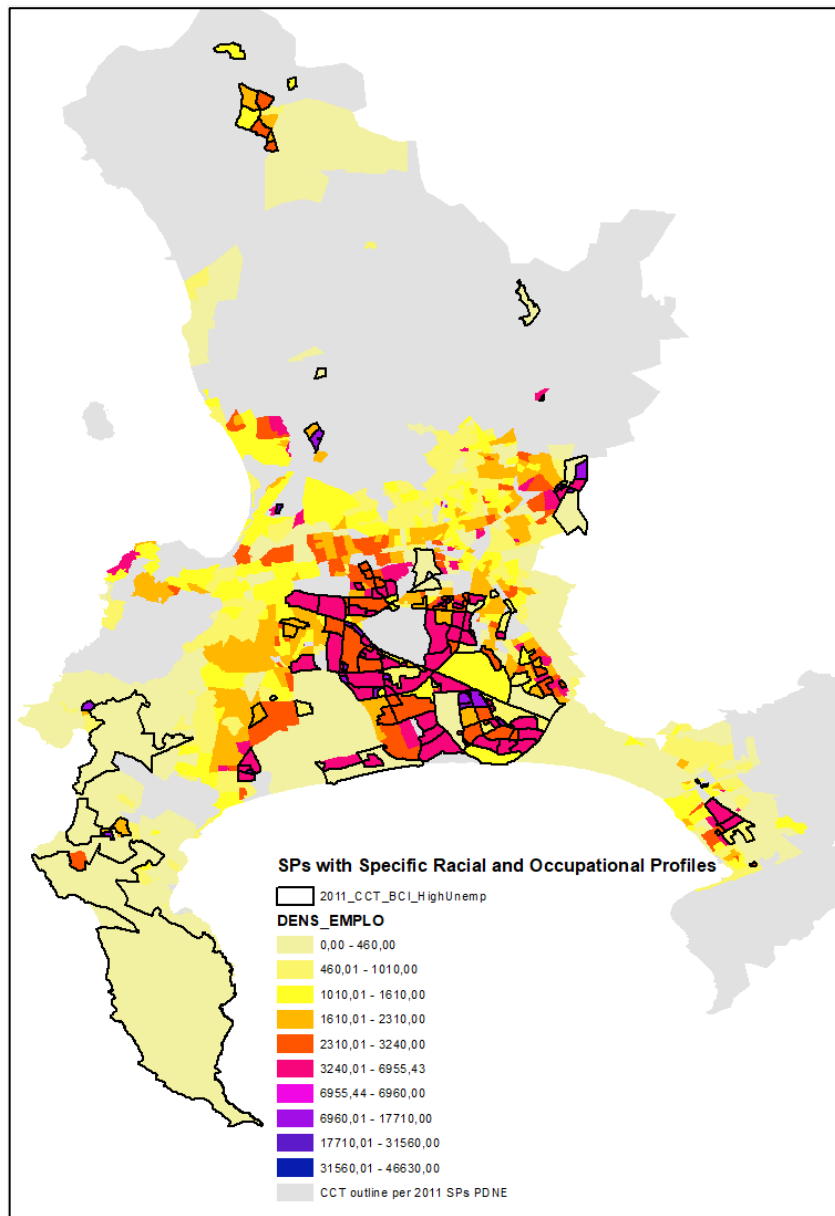 SPs with Specific Racial and Occupational Profiles
2011_CCT_BCI_HighUnemp
DENS_EMPLO
0,00 - 460,00
460,01 - 1010,00
1010,01 - 1610,00
1610,01 - 2310,00
2310,01 - 3240,00
3240,01 - 6955,43
6955,44 - 6960,00
6960,01 - 17710,00
17710,01 - 31560,00
31560,01 - 46630,00
CCT outline per 2011 SPs PDNE